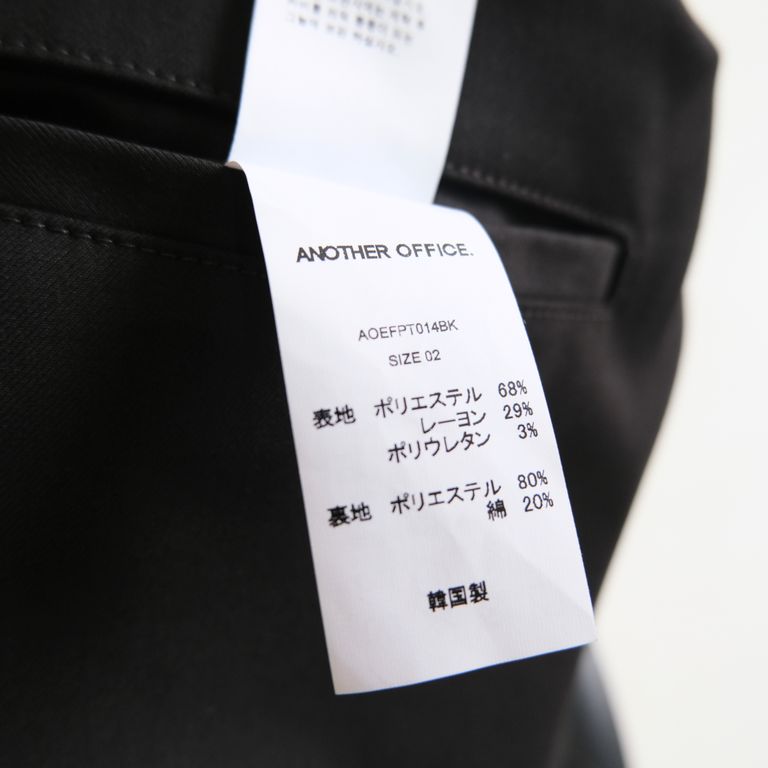 ANOTHER OFFICE.
AOEFPT014BK
SIZE 02
表地 ポリエステル 68%
レーヨン 29%
ポリウレタン 3%
裏地 ポリエステル 80%
綿 20%
韓国製